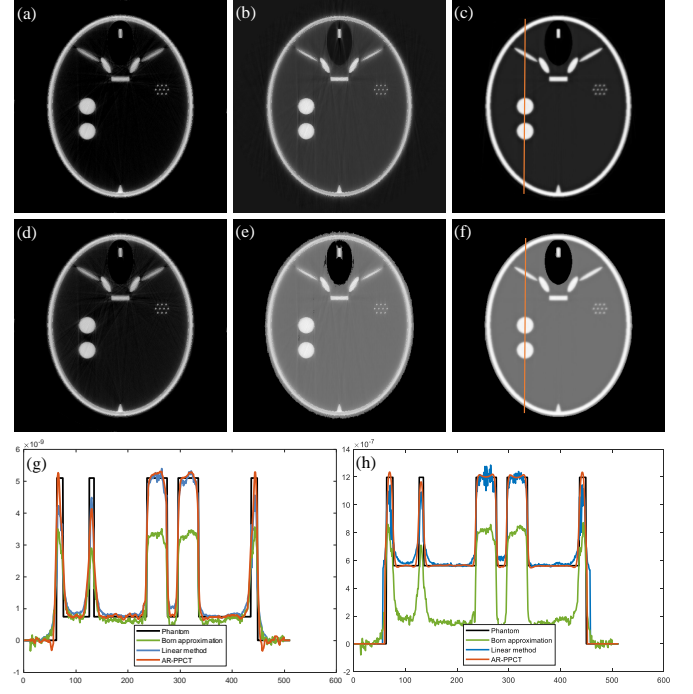 (a)
(b)
(c)
(d)
(e)
(f)
(g)
×10^-9
6
5
4
3
2
1
0
-1
0
100
200
300
400
500
600
Phantom
Born approximation
Linear method
AR-PPCT
(h)
×10^-7
14
12
10
8
6
4
2
0
-2
0
100
200
300
400
500
600
Phantom
Born approximation
Linear method
AR-PPCT